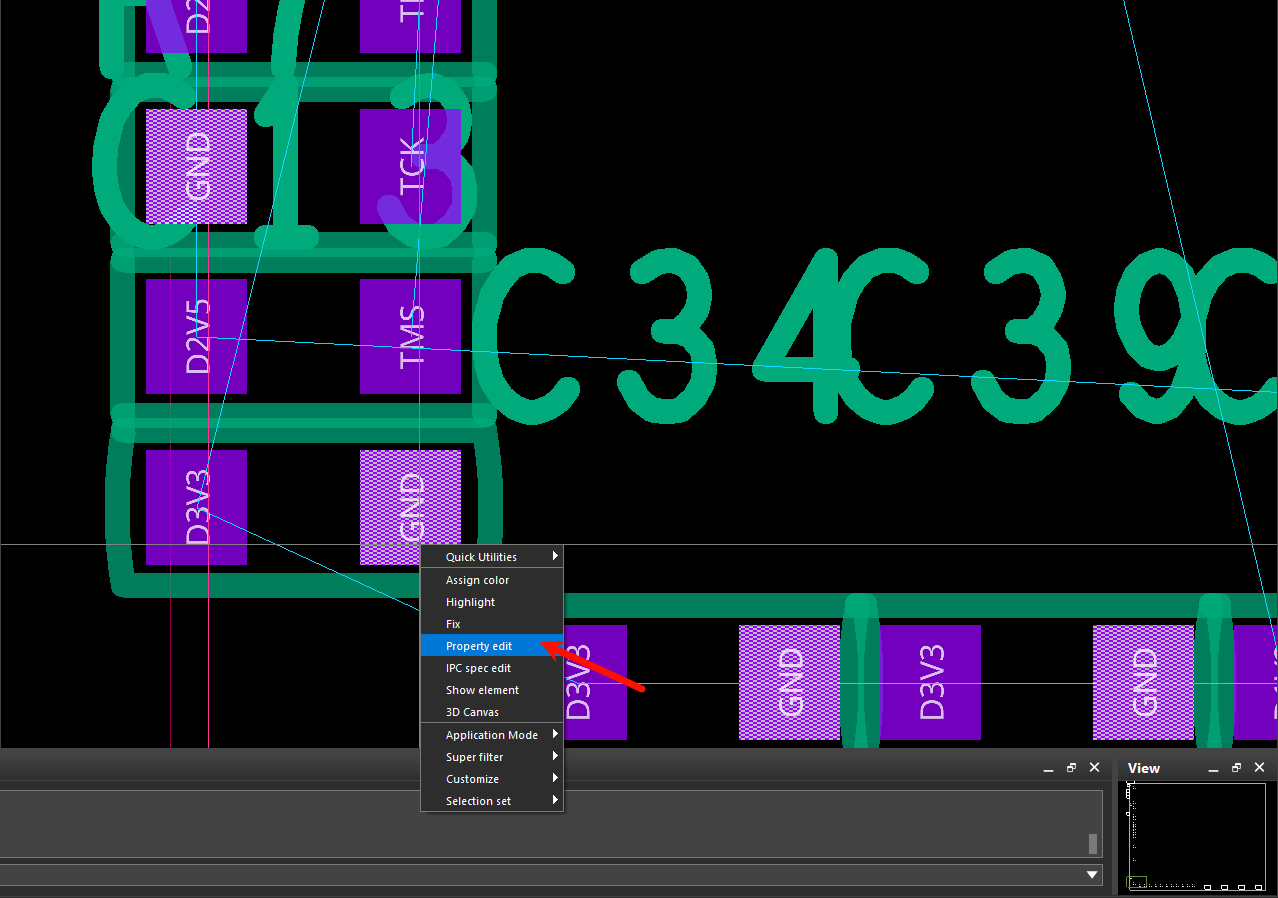 C13
GND
TCK
D2V5
TMS
C34C39C
D3V3
GND
Quick Utilities
Assign color
Highlight
Fix
Property edit
IPC spec edit
Show element
3D Canvas
Application Mode
Super filter
Customize
Selection set
D3V3
GND
D3V3
GND
View